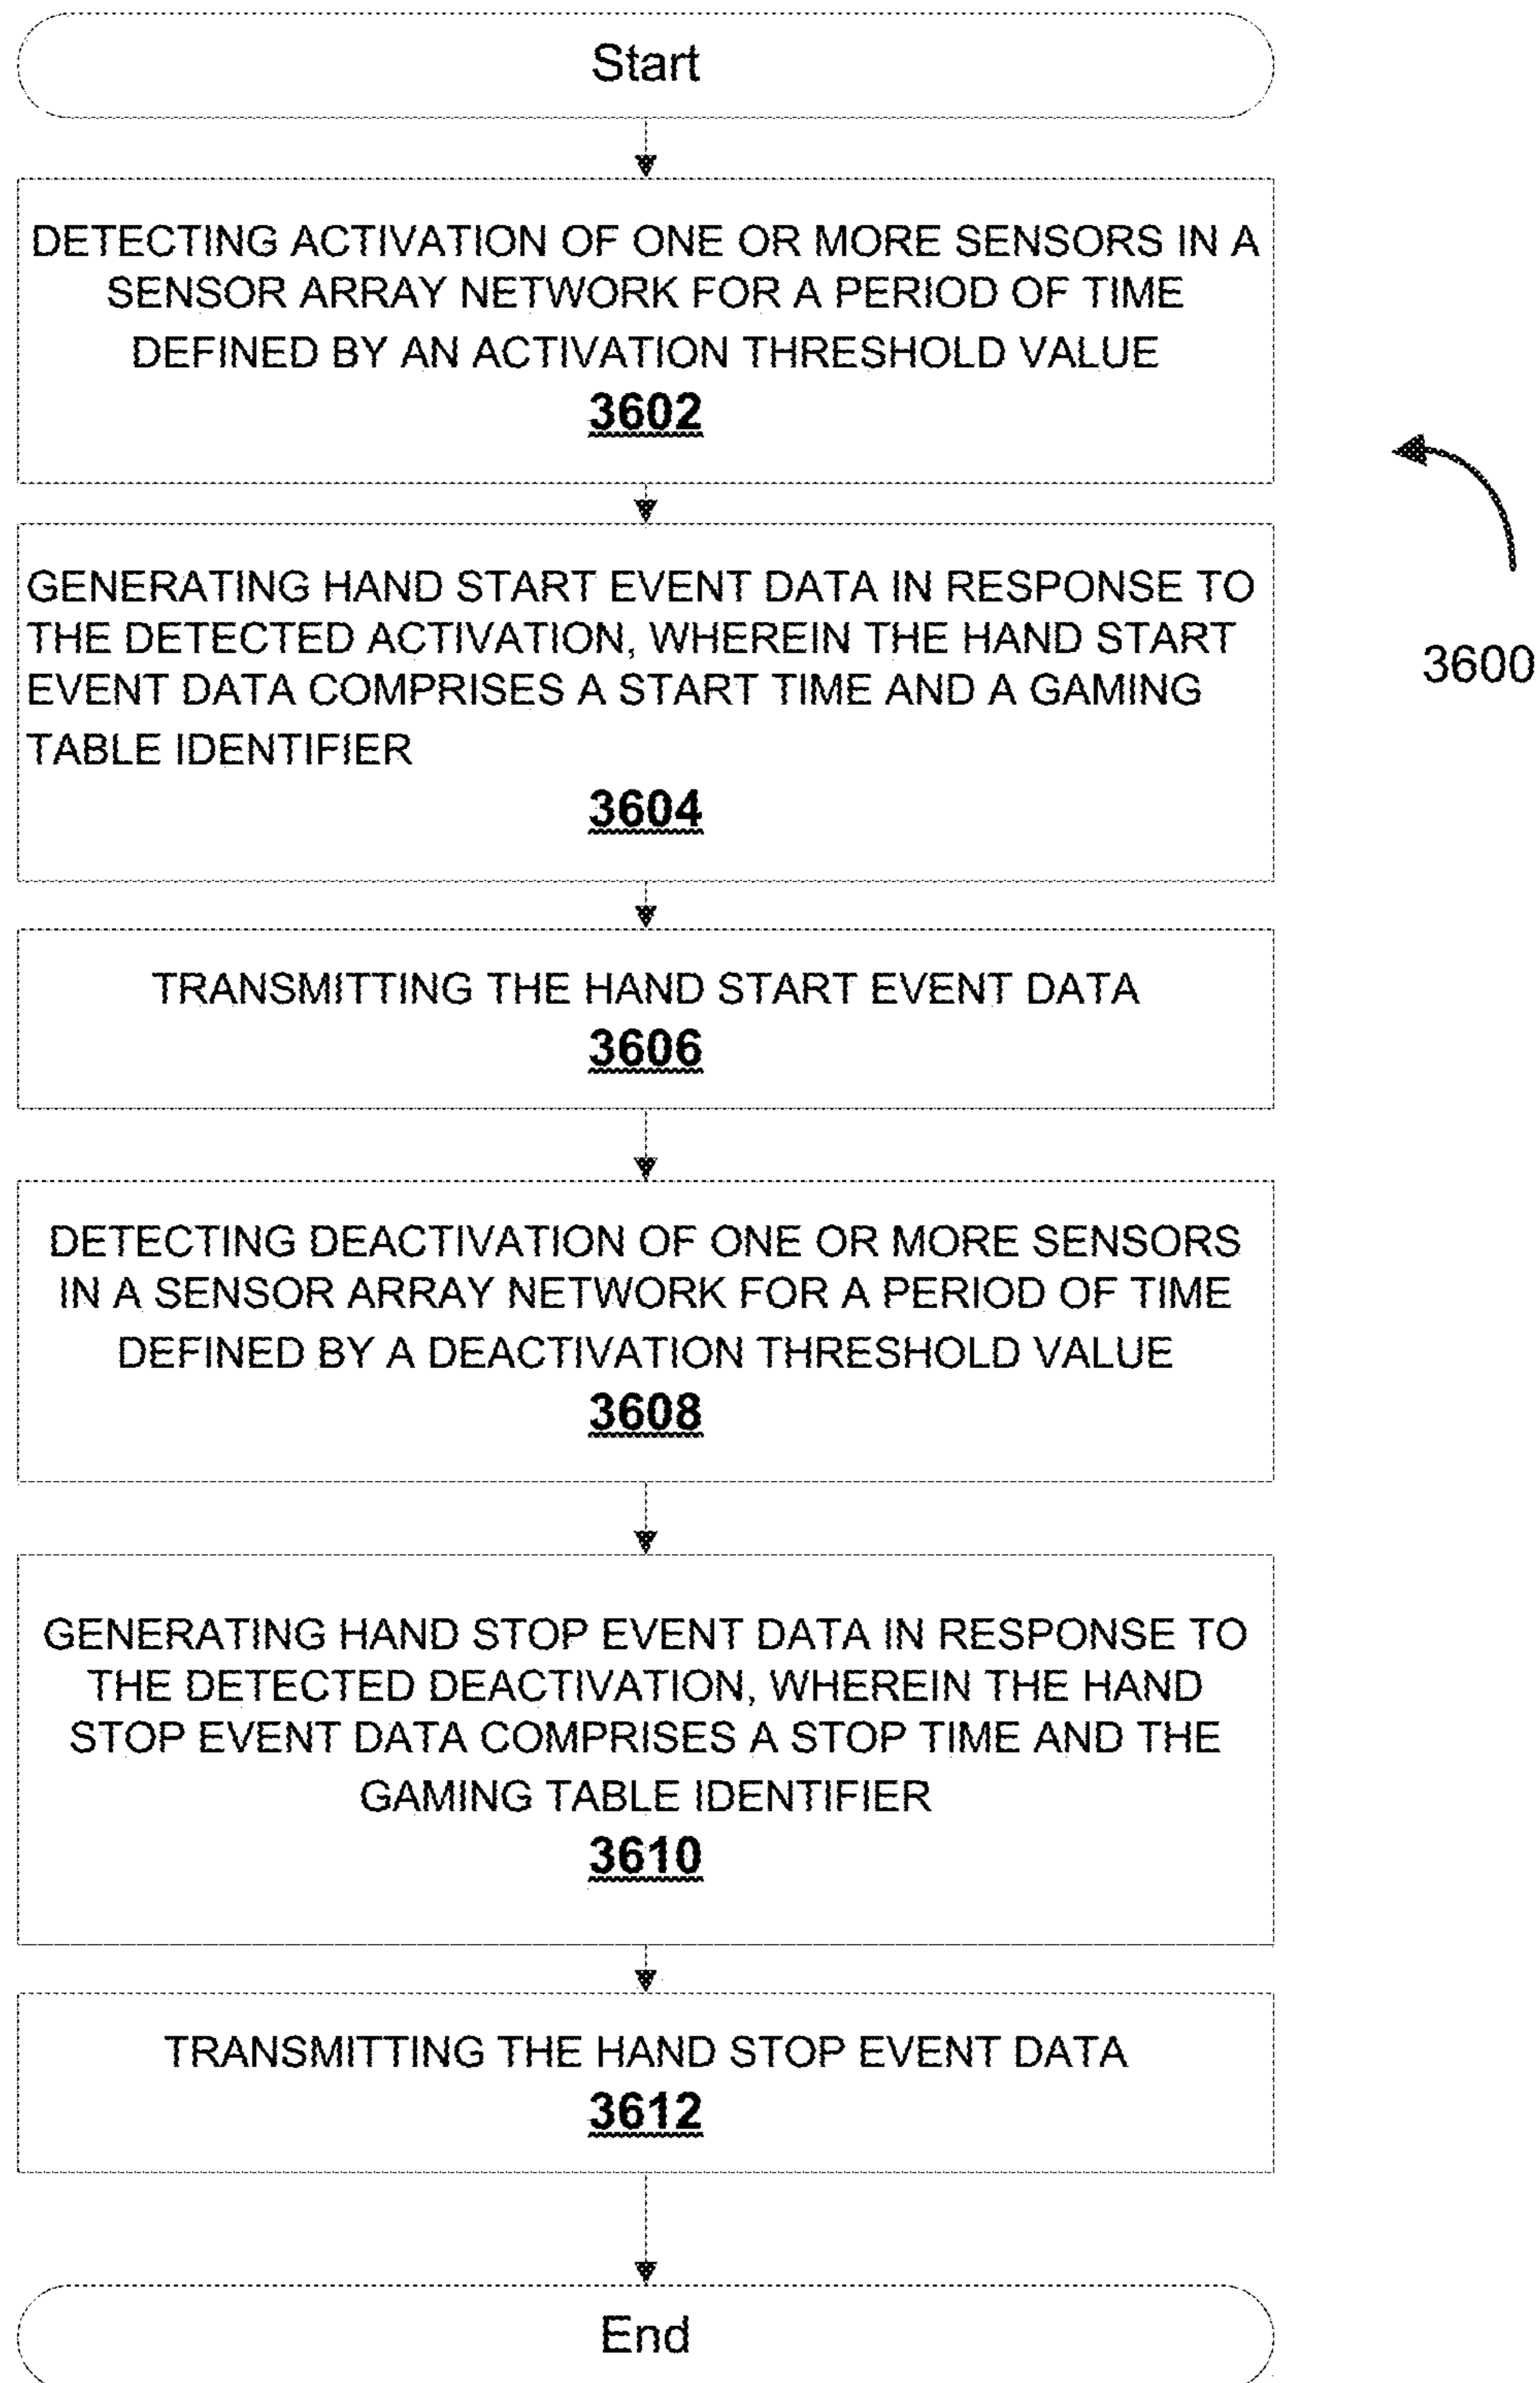 Start
DETECTING ACTIVATION OF ONE OR MORE SENSORS IN A
SENSOR ARRAY NETWORK FOR A PERIOD OF TIME
DEFINED BY AN ACTIVATION THRESHOLD VALUE
3602
GENERATING HAND START EVENT DATA IN RESPONSE TO
THE DETECTED ACTIVATION, WHEREIN THE HAND START
EVENT DATA COMPRISES A START TIME AND A GAMING
TABLE IDENTIFIER
3604
3600
TRANSMITTING THE HAND START EVENT DATA
3606
DETECTING DEACTIVATION OF ONE OR MORE SENSORS
IN A SENSOR ARRAY NETWORK FOR A PERIOD OF TIME
DEFINED BY A DEACTIVATION THRESHOLD VALUE
3608
GENERATING HAND STOP EVENT DATA IN RESPONSE TO
THE DETECTED DEACTIVATION, WHEREIN THE HAND
STOP EVENT DATA COMPRISES A STOP TIME AND THE
GAMING TABLE IDENTIFIER
3610
TRANSMITTING THE HAND STOP EVENT DATA
3612
End